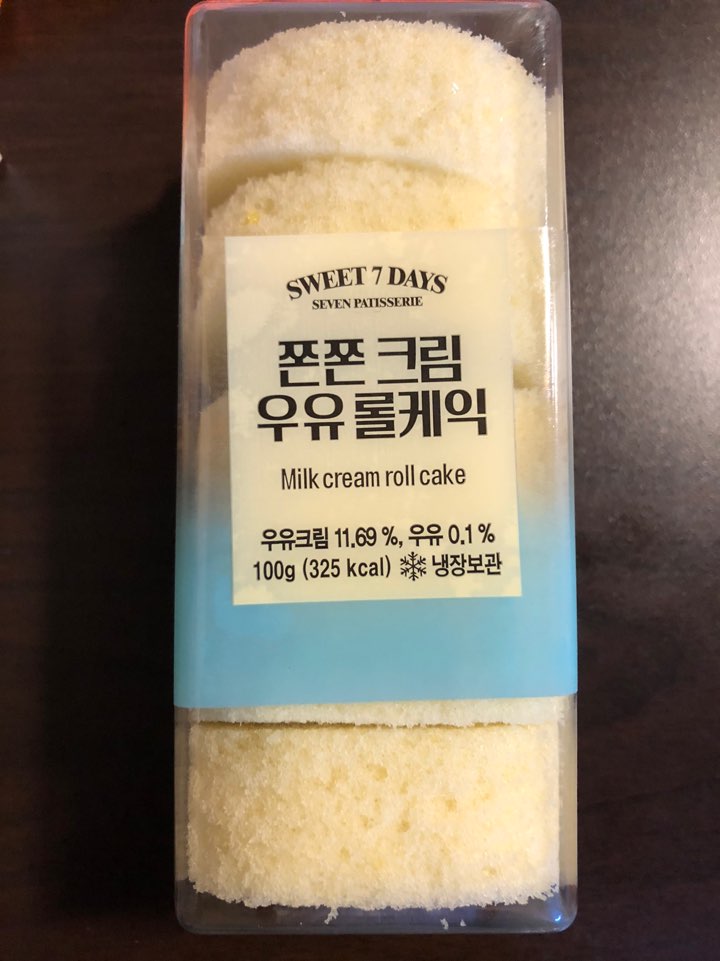 SWEET 7 DAYS
SEVEN PATISSERIE
쫀쫀 크림
우유 롤케익
Milk cream roll cake
우유크림 11.69 %, 우유 0.1 %
100g (325 kcal) 냉장보관